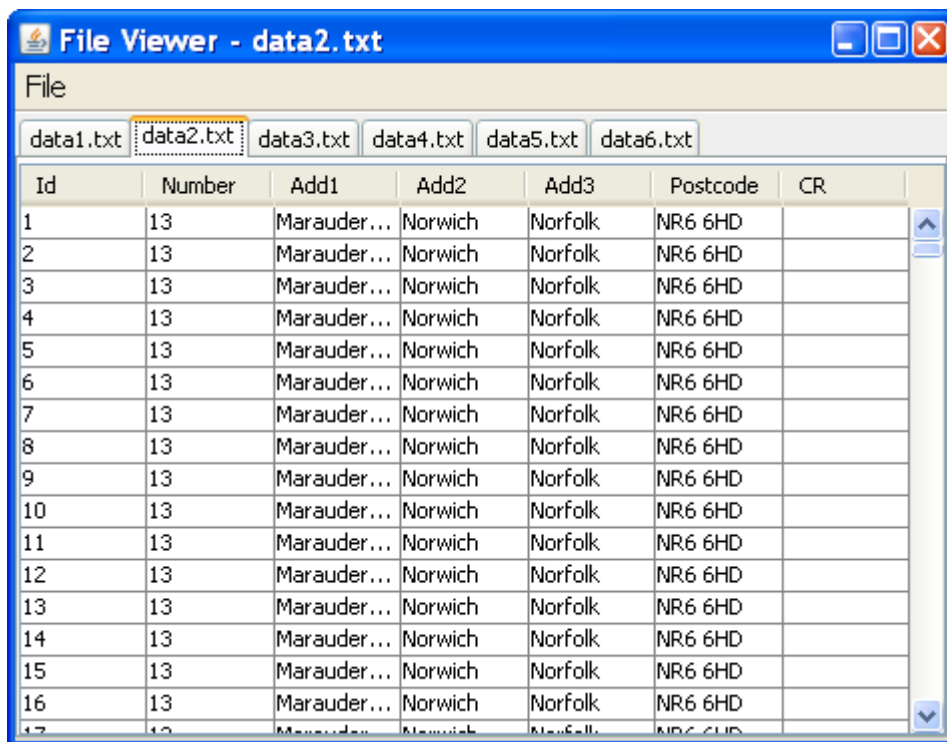 File Viewer - data2.txt
File
data1.txt data2.txt data3.txt data4.txt data5.txt data6.txt
Id Number Add1 Add2 Add3 Postcode CR
1 13 Marauder... Norwich Norfolk NR6 6HD
2 13 Marauder... Norwich Norfolk NR6 6HD
3 13 Marauder... Norwich Norfolk NR6 6HD
4 13 Marauder... Norwich Norfolk NR6 6HD
5 13 Marauder... Norwich Norfolk NR6 6HD
6 13 Marauder... Norwich Norfolk NR6 6HD
7 13 Marauder... Norwich Norfolk NR6 6HD
8 13 Marauder... Norwich Norfolk NR6 6HD
9 13 Marauder... Norwich Norfolk NR6 6HD
10 13 Marauder... Norwich Norfolk NR6 6HD
11 13 Marauder... Norwich Norfolk NR6 6HD
12 13 Marauder... Norwich Norfolk NR6 6HD
13 13 Marauder... Norwich Norfolk NR6 6HD
14 13 Marauder... Norwich Norfolk NR6 6HD
15 13 Marauder... Norwich Norfolk NR6 6HD
16 13 Marauder... Norwich Norfolk NR6 6HD